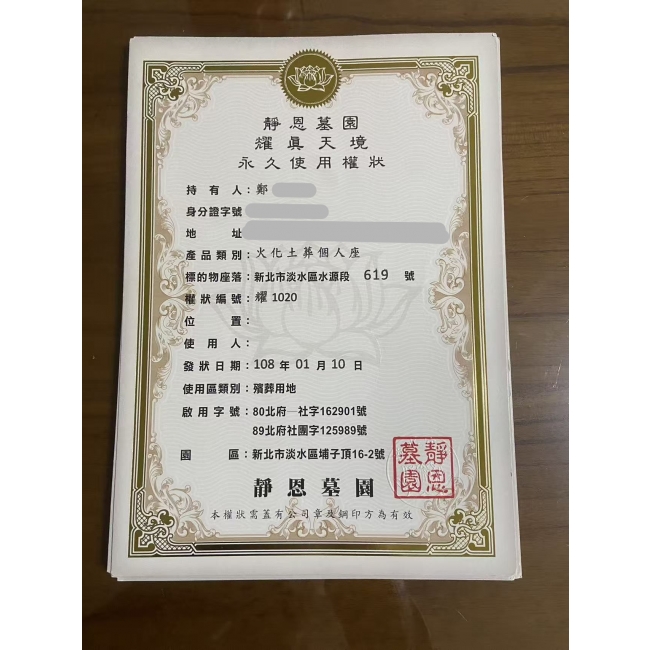 靜恩墓園
耀真天境
永久使用權狀
持有人：鄭
身分證字號
地址
產品類別：火化土葬個人座
標的物座落：新北市淡水區水源段 619 號
權狀編號：耀 1020
位置：
使用人：
發狀日期：108 年 01 月 10 日
使用區類別：殯葬用地
啟用字號：80北府一社字162901號
89北府社團字125989號
園區：新北市淡水區埔子頂16-2號
靜恩墓園
本權狀需蓋有公司章及鋼印方為有效
靜恩墓園